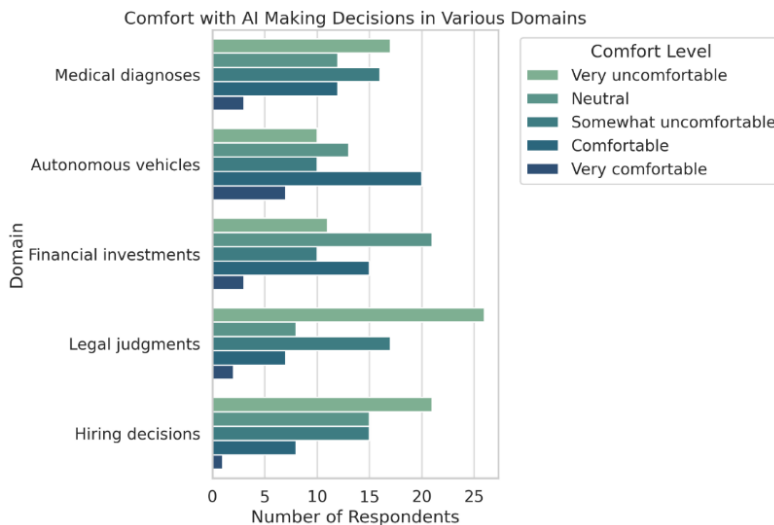 Comfort with AI Making Decisions in Various Domains
Comfort Level
Very uncomfortable
Neutral
Somewhat uncomfortable
Comfortable
Very comfortable
Domain
Medical diagnoses
Autonomous vehicles
Financial investments
Legal judgments
Hiring decisions
0 5 10 15 20 25
Number of Respondents